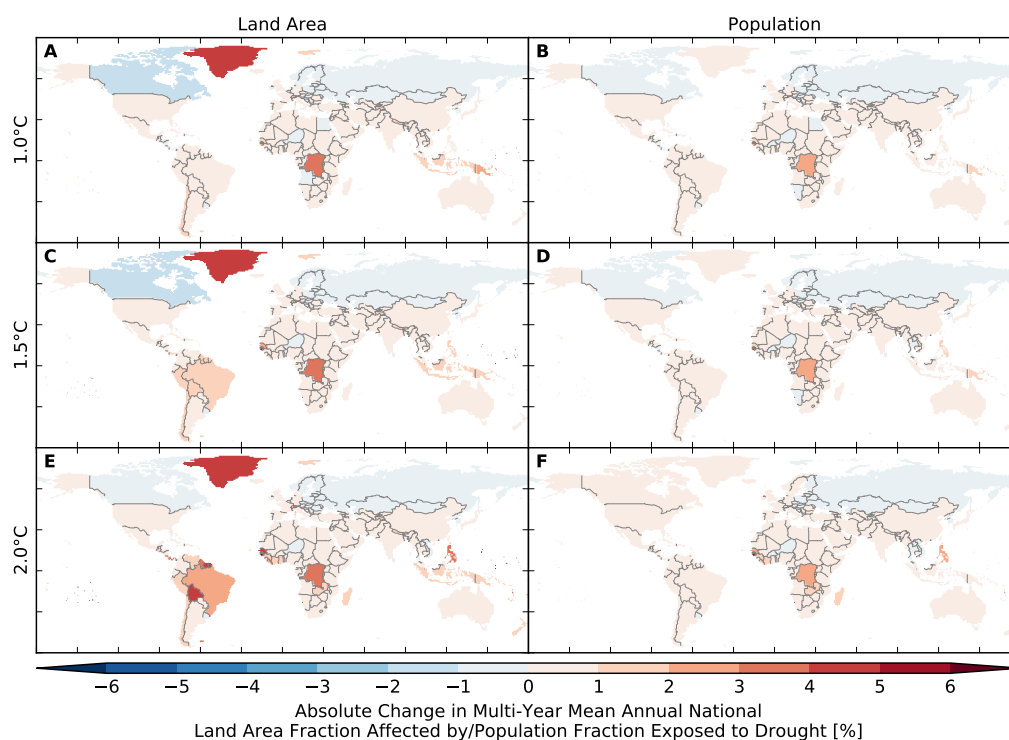 Land Area
Population
A
B
1.0°C
C
D
1.5°C
E
F
2.0°C
−6 −5 −4 −3 −2 −1 0 1 2 3 4 5 6
Absolute Change in Multi-Year Mean Annual National
Land Area Fraction Affected by/Population Fraction Exposed to Drought [%]